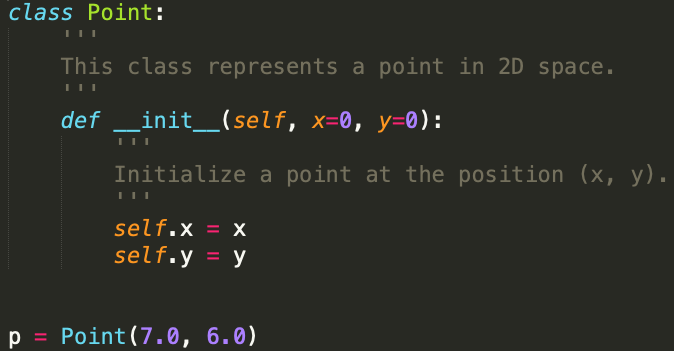 class Point:
    '''
    This class represents a point in 2D space.
    '''
    def __init__(self, x=0, y=0):
        '''
        Initialize a point at the position (x, y).
        '''
        self.x = x
        self.y = y
p = Point(7.0, 6.0)